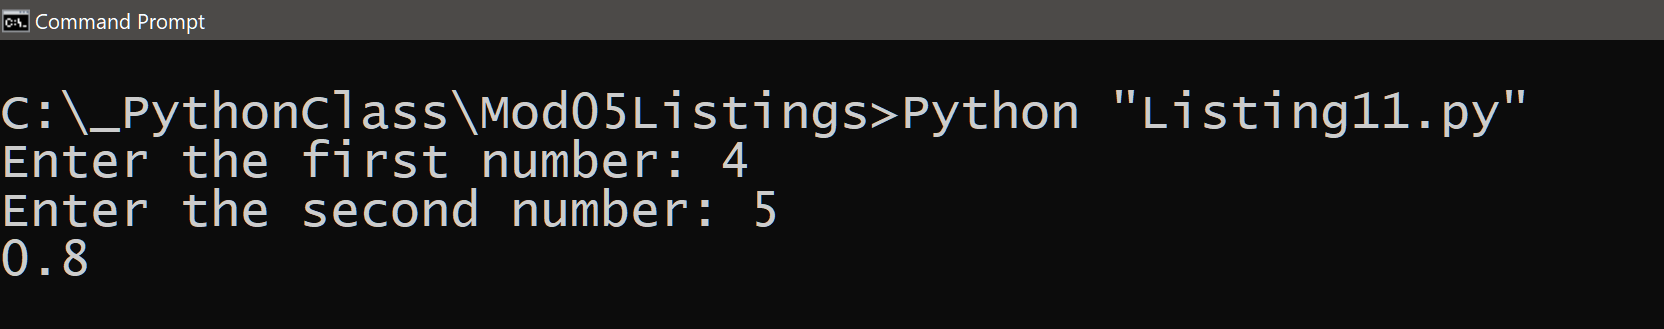 Command Prompt
C:\_PythonClass\Mod05Listings>Python "Listing11.py"
Enter the first number: 4
Enter the second number: 5
0.8